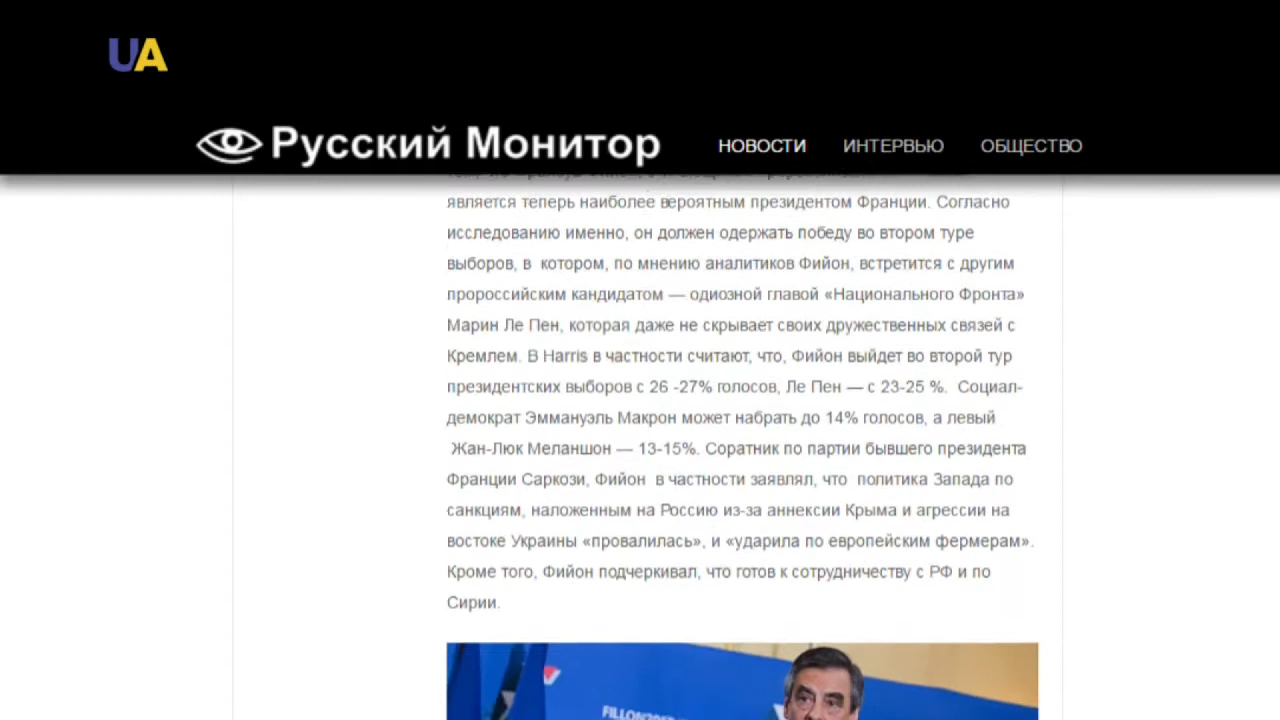 UA
Русский Монитор
НОВОСТИ ИНТЕРВЬЮ ОБЩЕСТВО
является теперь наиболее вероятным президентом Франции. Согласно
исследованию именно, он должен одержать победу во втором туре
выборов, в котором, по мнению аналитиков Фийон, встретится с другим
пророссийским кандидатом — одиозной главой «Национального Фронта»
Марин Ле Пен, которая даже не скрывает своих дружественных связей с
Кремлем. В Harris в частности считают, что, Фийон выйдет во второй тур
президентских выборов с 26 -27% голосов, Ле Пен — с 23-25 %. Социал-
демократ Эммануэль Макрон может набрать до 14% голосов, а левый
Жан-Люк Меланшон — 13-15%. Соратник по партии бывшего президента
Франции Саркози, Фийон в частности заявлял, что политика Запада по
санкциям, наложенным на Россию из-за аннексии Крыма и агрессии на
востоке Украины «провалилась», и «ударила по европейским фермерам».
Кроме того, Фийон подчеркивал, что готов к сотрудничеству с РФ и по
Сирии.